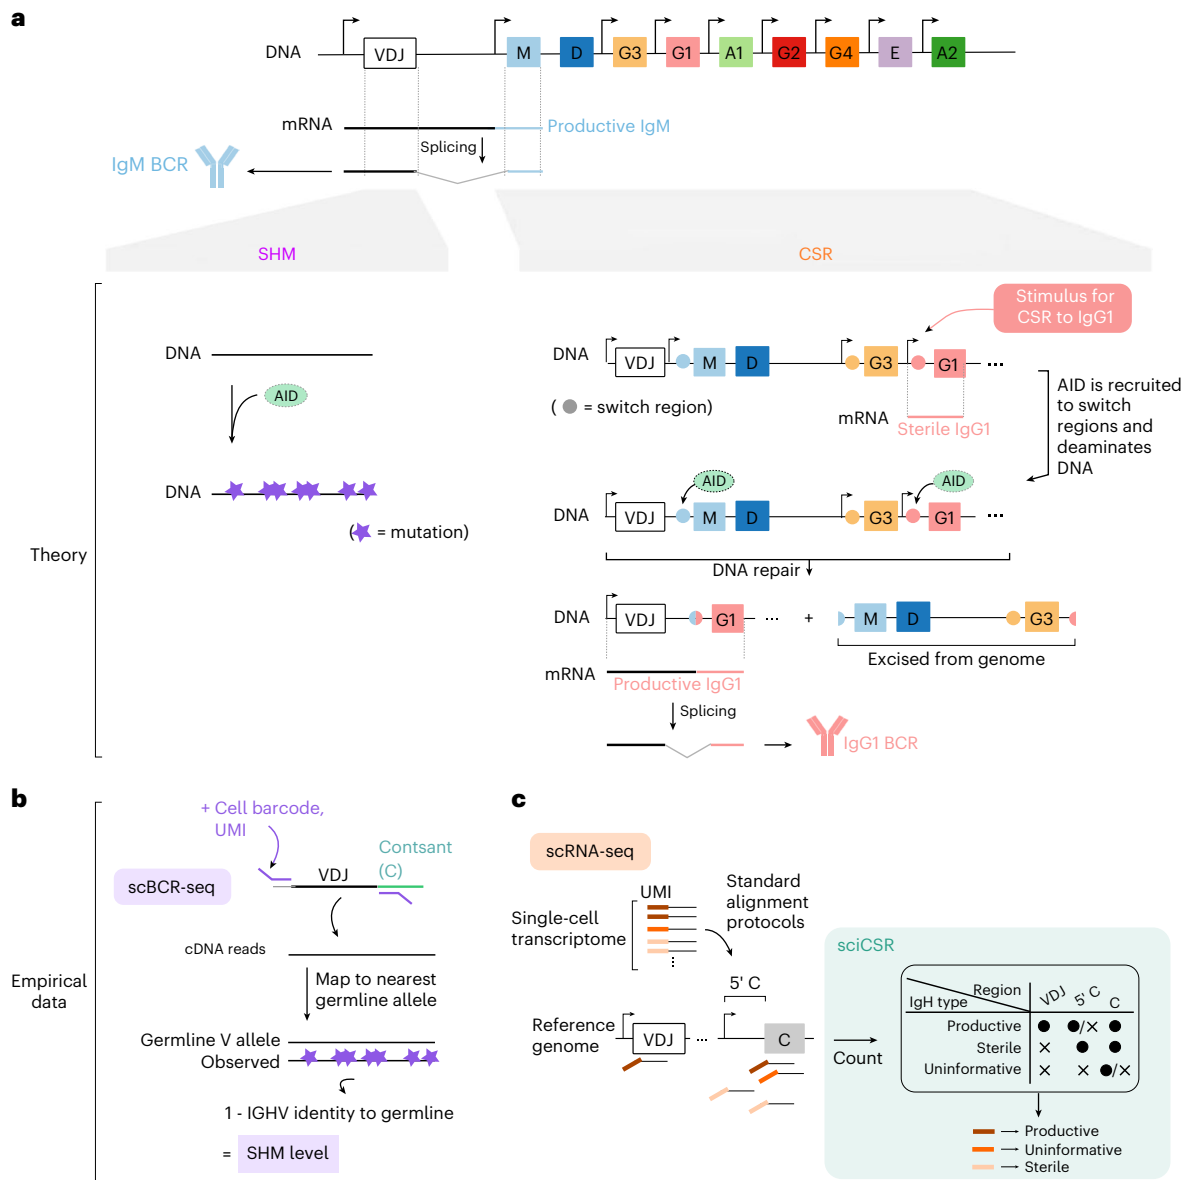 a
DNA
VDJ
M
D
G3
G1
A1
G2
G4
E
A2
mRNA
Productive IgM
Splicing
IgM BCR
SHM
CSR
Theory
DNA
AID
DNA
( = mutation)
Stimulus for
CSR to IgG1
DNA
VDJ
M
D
G3
G1
...
( = switch region)
mRNA
Sterile IgG1
AID is recruited
to switch
regions and
deaminates
DNA
AID
AID
DNA
VDJ
M
D
G3
G1
...
DNA repair
DNA
VDJ
G1
...
+
M
D
G3
Excised from genome
mRNA
Productive IgG1
Splicing
IgG1 BCR
b
Empirical
data
+ Cell barcode,
UMI
Contsant
(C)
VDJ
scBCR-seq
cDNA reads
Map to nearest
germline allele
Germline V allele
Observed
1 - IGHV identity to germline
= SHM level
c
scRNA-seq
UMI
Single-cell
transcriptome
Standard
alignment
protocols
5' C
Reference
genome
VDJ
...
C
Count
sciCSR
Region
IgH type
VDJ
5' C
C
Productive ● ●/× ●
Sterile × ● ●
Uninformative × × ●/×
Productive
Uninformative
Sterile